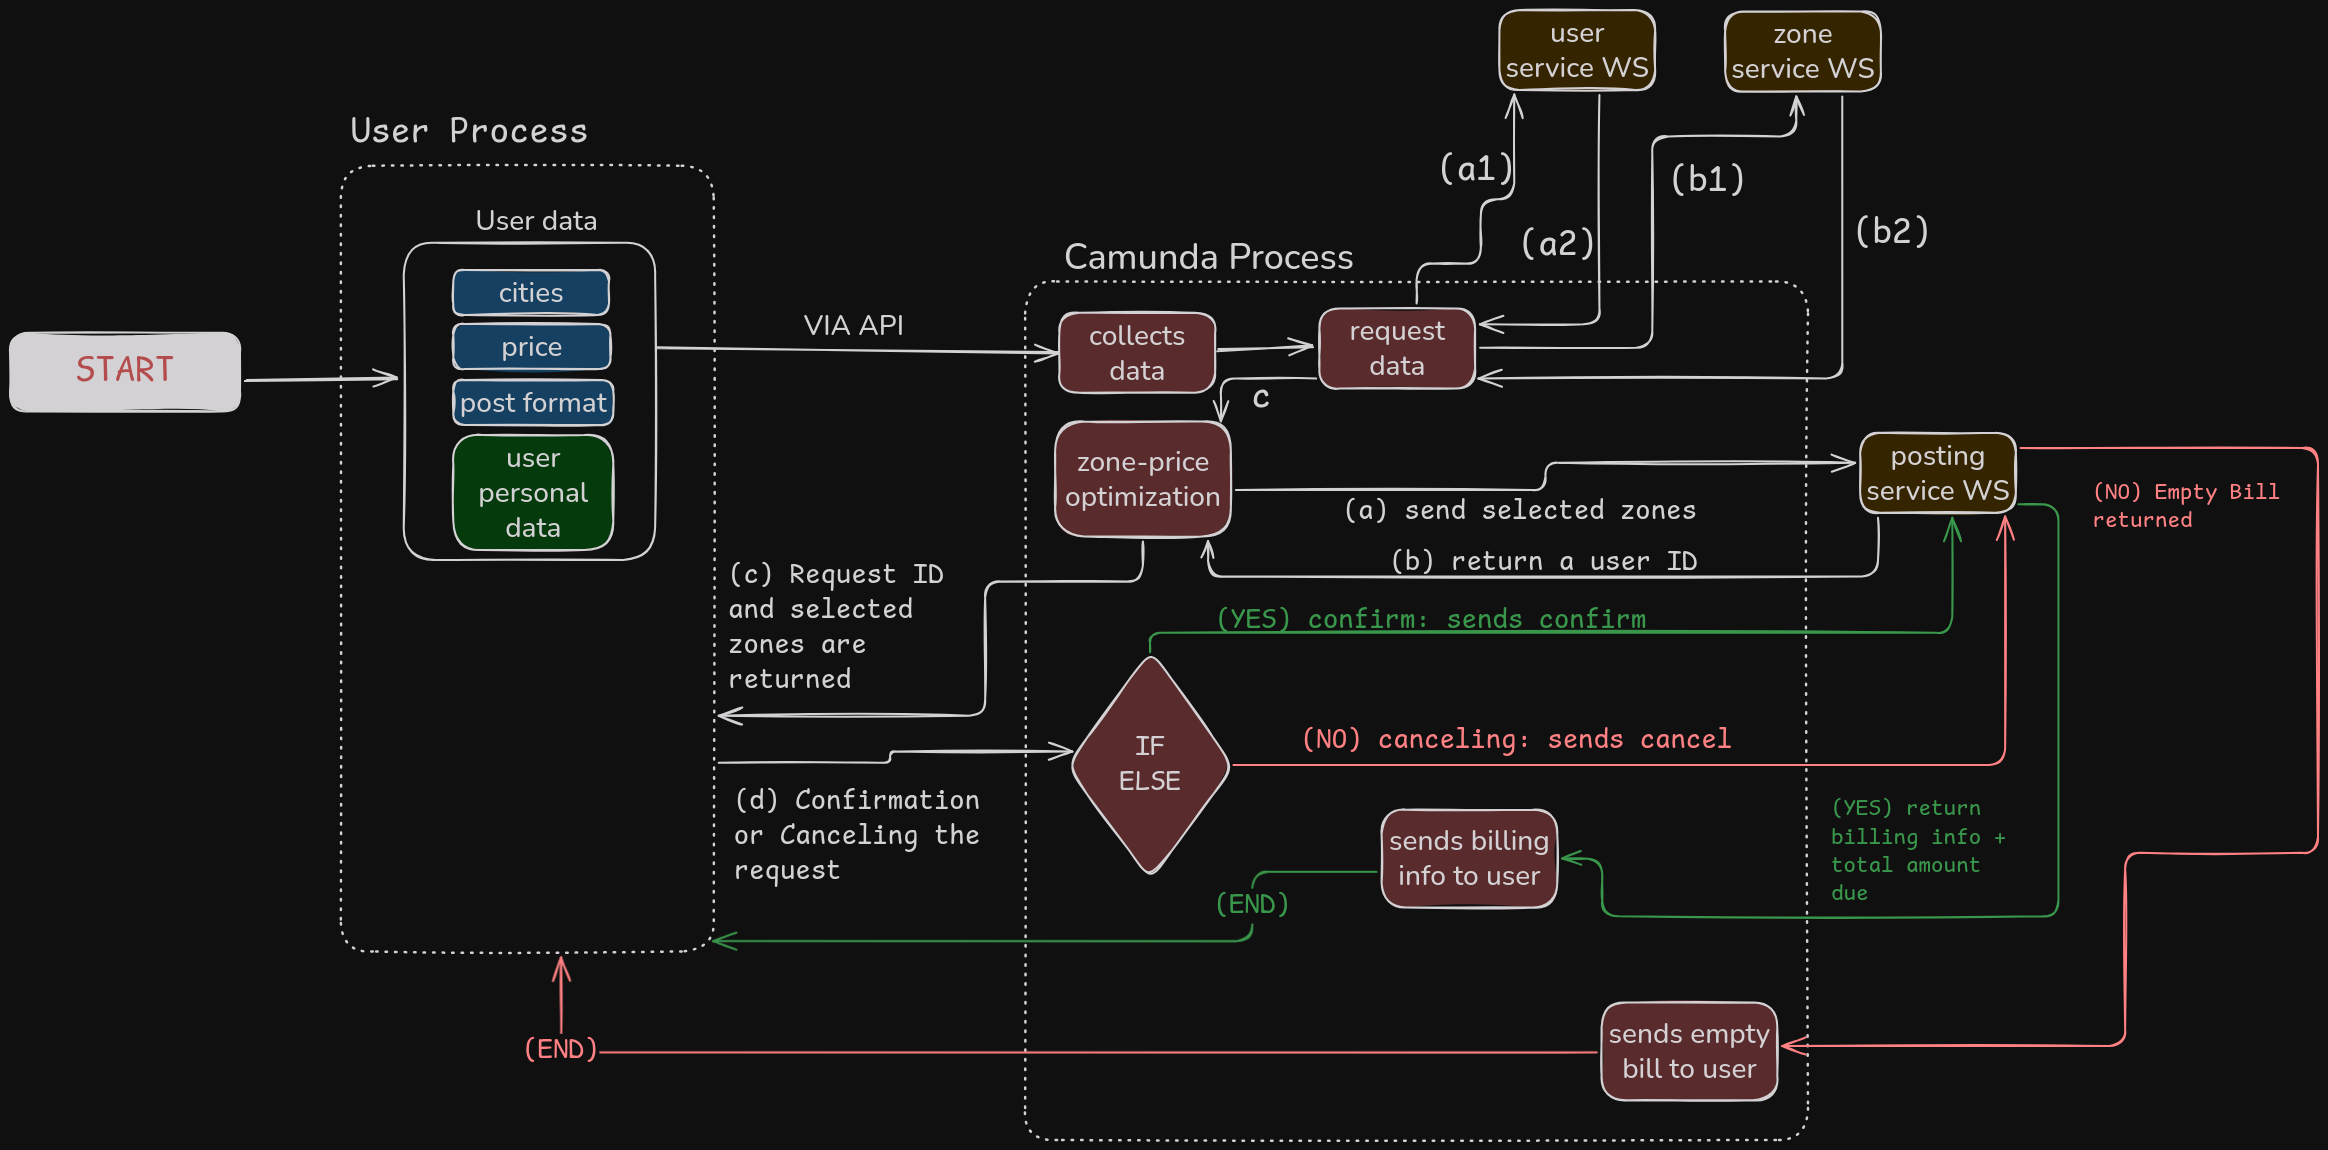 user
service WS
zone
service WS
User Process
(a1)
(b1)
User data
(a2)
(b2)
Camunda Process
cities
START
price
VIA API
collects
data
request
data
post format
c
user
personal
data
zone-price
optimization
posting
service WS
(a) send selected zones
(NO) Empty Bill
returned
(b) return a user ID
(c) Request ID
and selected
zones are
returned
(YES) confirm: sends confirm
IF
ELSE
(NO) canceling: sends cancel
(d) Confirmation
or Canceling the
request
sends billing
info to user
(YES) return
billing info +
total amount
due
(END)
(END)
sends empty
bill to user